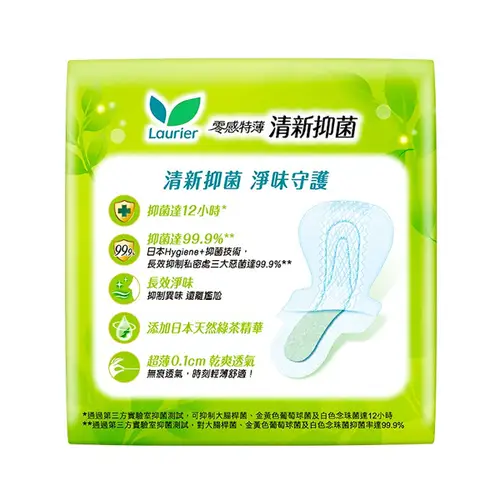 Laurier
零感特薄 清新抑菌
清新抑菌 淨味守護
抑菌達12小時*
99.9%
抑菌達99.9%**
日本Hygiene+抑菌技術，
長效抑制私密處三大惡菌達99.9%**
長效淨味
抑制異味 遠離尷尬
添加日本天然綠茶精華
超薄0.1cm 乾爽透氣
無痕透氣，時刻輕薄舒適！
*通過第三方實驗室抑菌測試，可抑制大腸桿菌、金黃色葡萄球菌及白色念珠菌達12小時
**通過第三方實驗室抑菌測試，對大腸桿菌、金黃色葡萄球菌及白色念珠菌抑菌率達99.9%